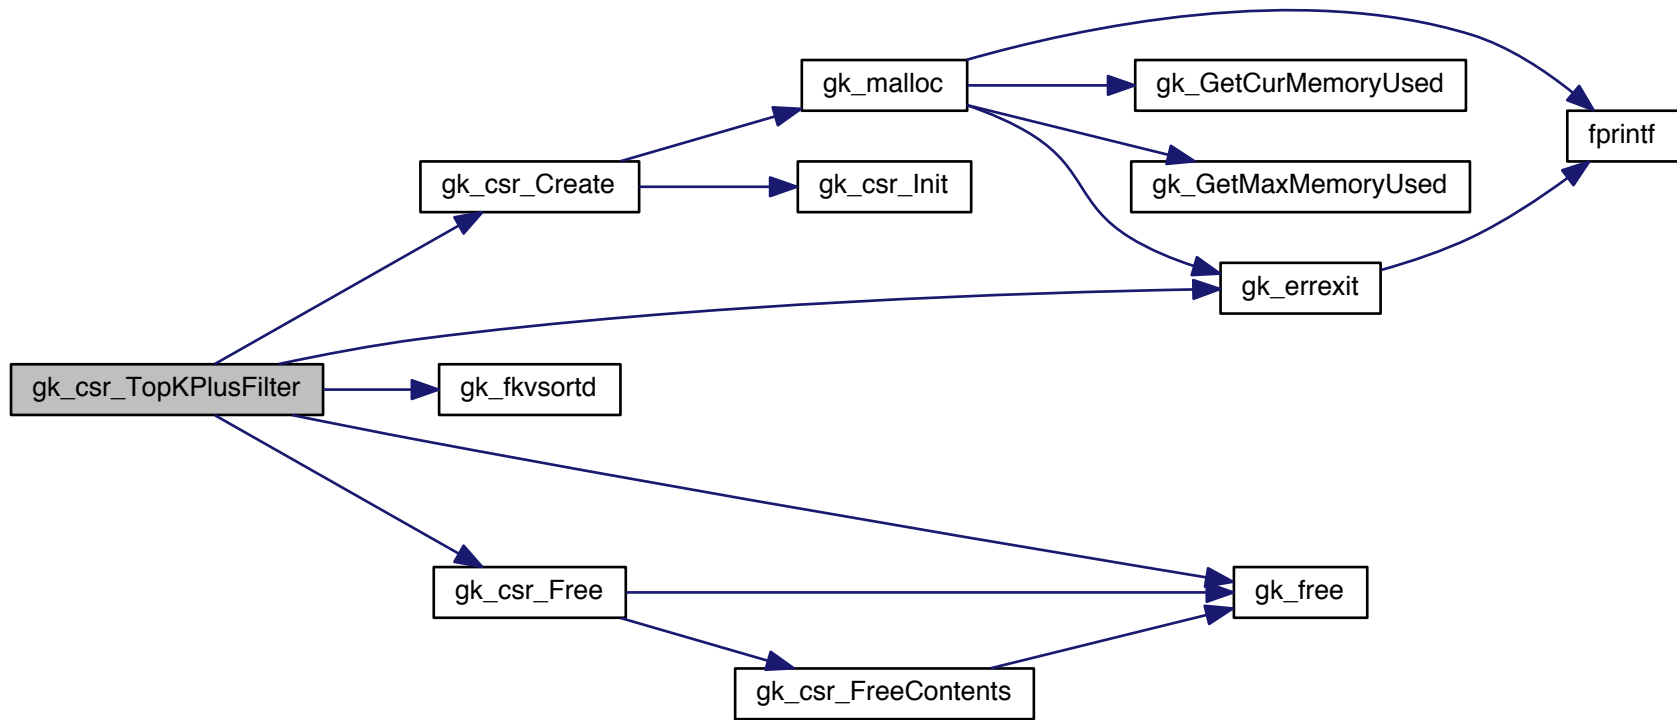 gk_malloc
gk_GetCurMemoryUsed
fprintf
gk_csr_Create
gk_csr_Init
gk_GetMaxMemoryUsed
gk_errexit
gk_csr_TopKPlusFilter
gk_fkvsortd
gk_csr_Free
gk_free
gk_csr_FreeContents